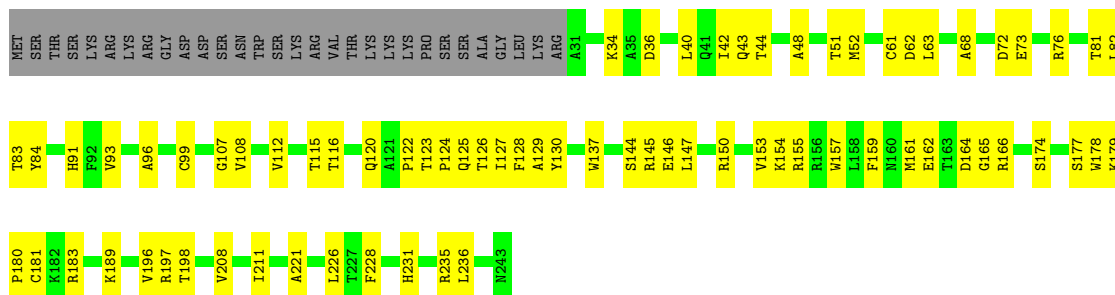 MET SER THR SER LYS ARG LYS ARG GLY ASP ASP SER ASN TRP SER LYS ARG VAL THR LYS LYS LYS PRO SER SER ALA GLY LEU LYS ARG A31 K34 A35 D36 L40 Q41 I42 Q43 T44 A48 T51 M52 C61 D62 L63 A68 D72 E73 R76 T81 L82
T83 Y84 H91 F92 V93 A96 C99 G107 V108 V112 T115 T116 Q120 A121 P122 T123 P124 Q125 T126 I127 F128 A129 Y130 W137 S144 R145 E146 L147 R150 V153 K154 R155 R156 W157 L158 F159 N160 M161 E162 T163 D164 G165 R166 S174 S177 W178 K179
P180 C181 K182 R183 K189 V196 R197 T198 V208 I211 A221 L226 T227 F228 H231 R235 L236 N243